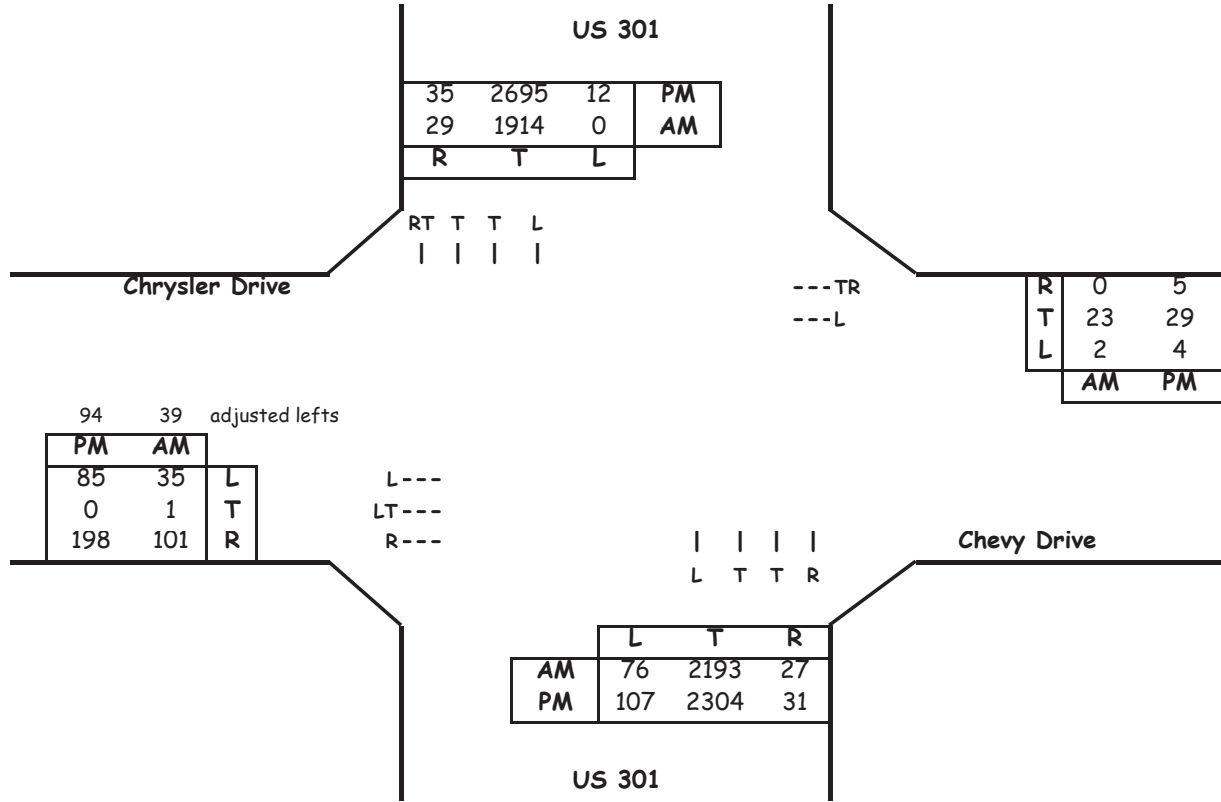 US 301
35 2695 12 PM
29 1914 0 AM
R T L
RT T T L
| | | |
Chrysler Drive
---TR
---L
R 0 5
T 23 29
L 2 4
AM PM
94 39 adjusted lefts
PM AM
85 35 L
0 1 T
198 101 R
L---
LT---
R---
| | | |
L T T R
Chevy Drive
L T R
AM 76 2193 27
PM 107 2304 31
US 301